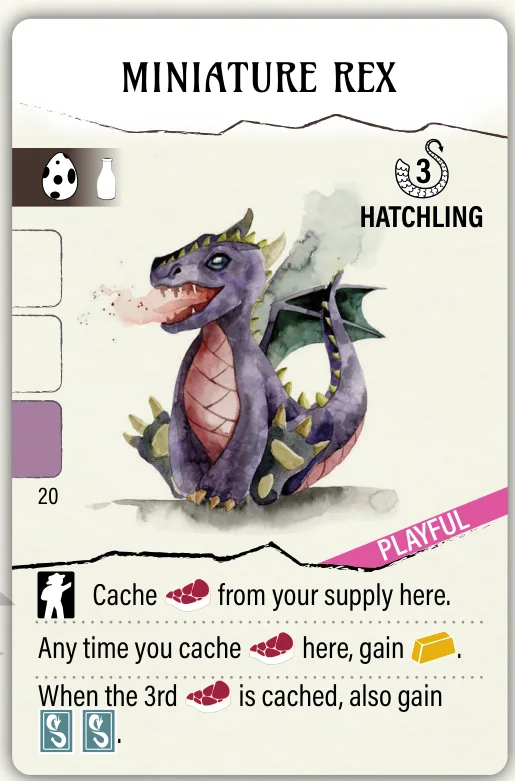 MINIATURE REX
3
HATCHLING
20
PLAYFUL
Cache from your supply here.
Any time you cache here, gain .
When the 3rd is cached, also gain
.